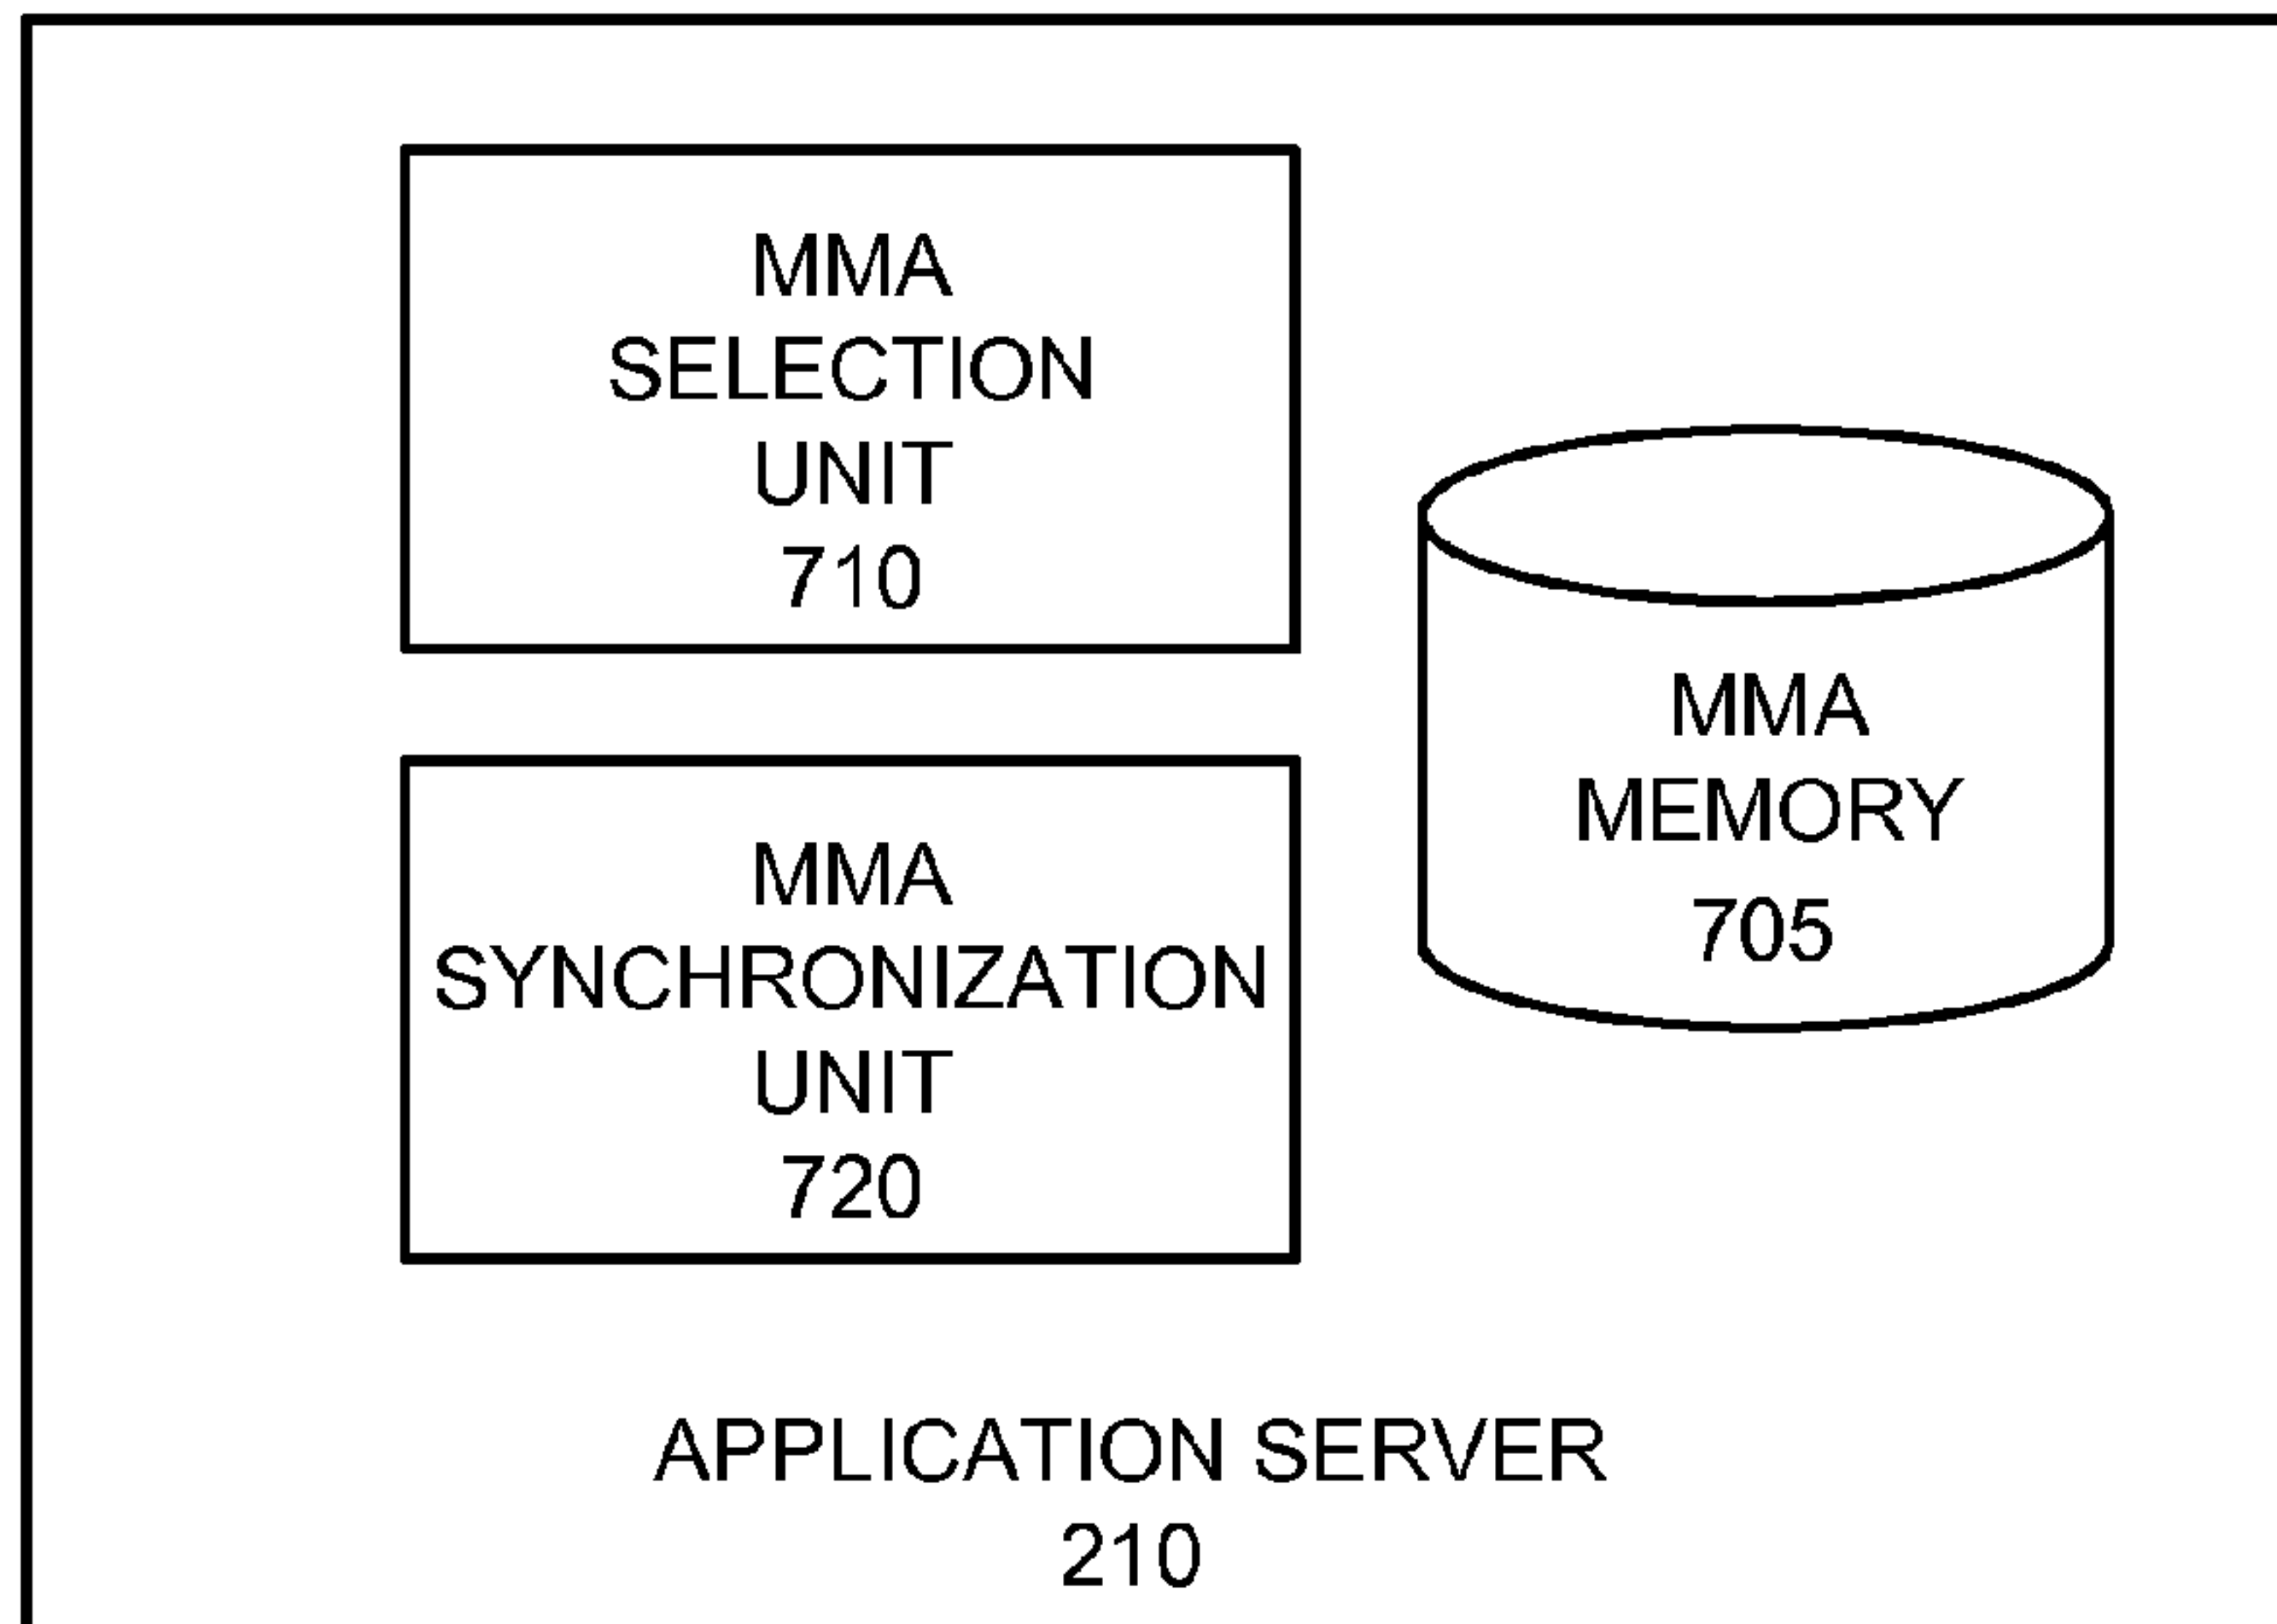 MMA
SELECTION
UNIT
710
MMA
SYNCHRONIZATION
UNIT
720
MMA
MEMORY
705
APPLICATION SERVER
210